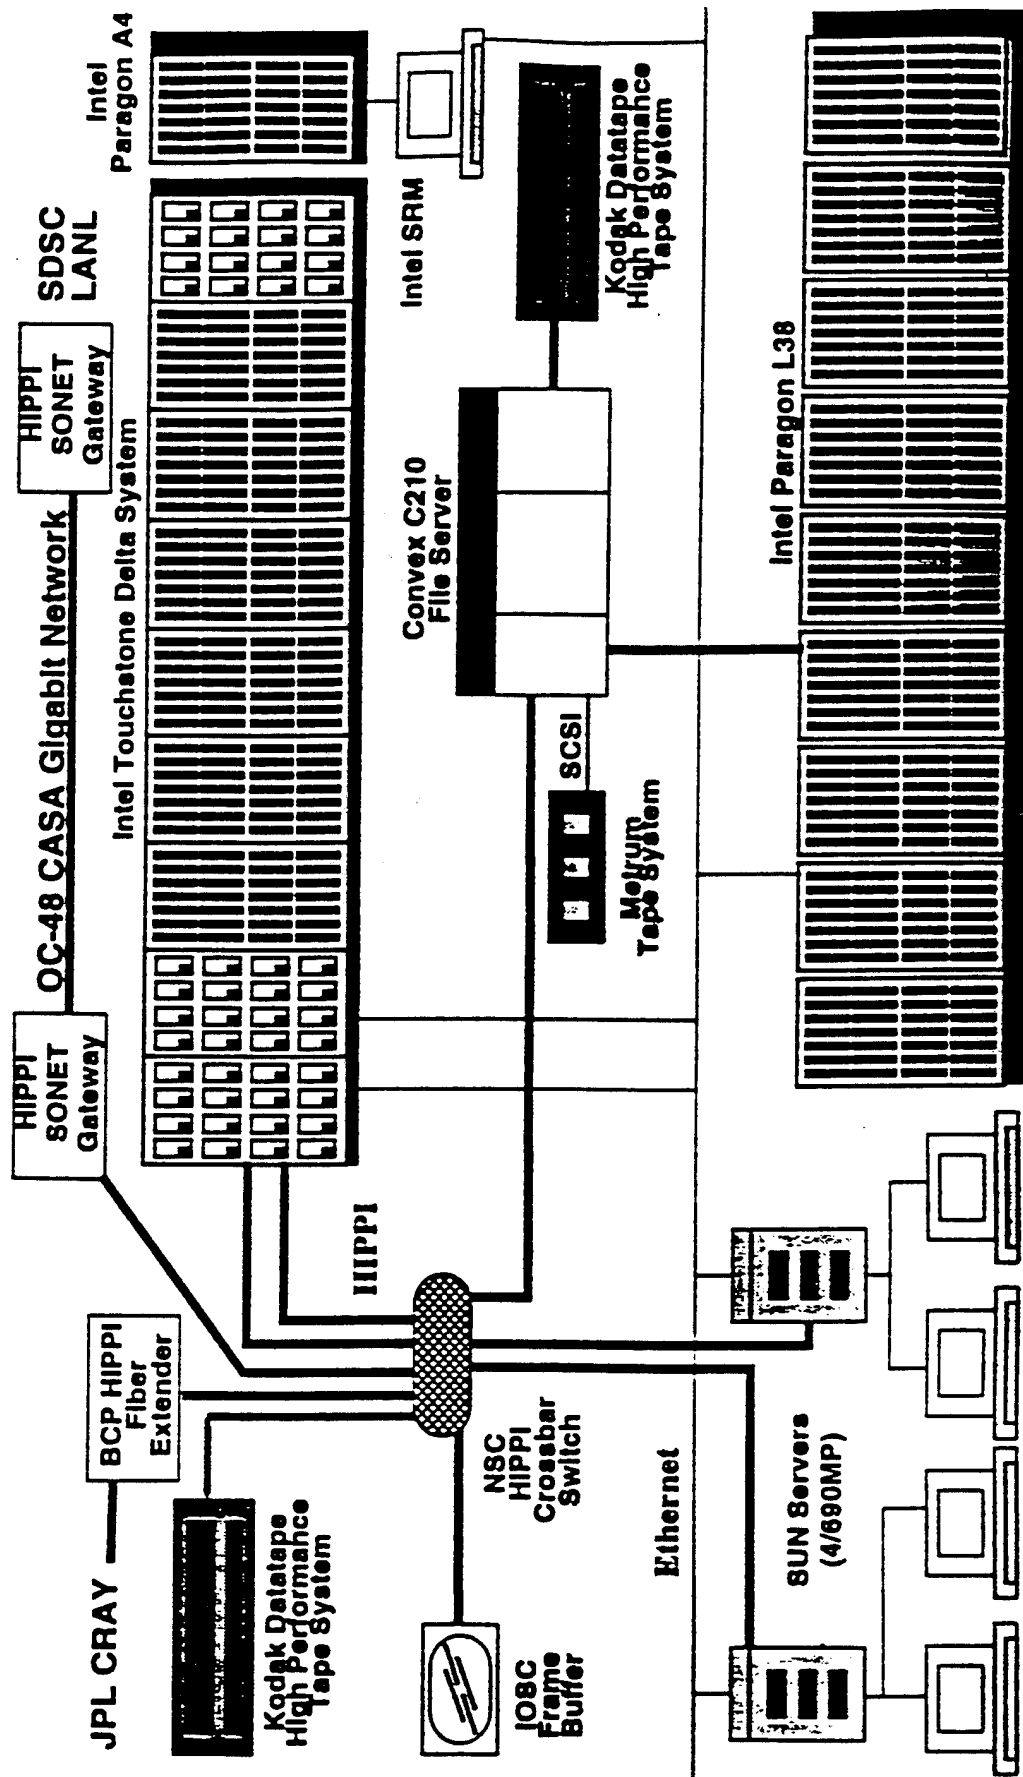 JPL CRAY
BCP HIPPI
Fiber
Extender
HIPPI
SONET
Gateway
OC-48 CASA Gigabit Network
HIPPI
SONET
Gateway
SDSC
LANL
Intel Touchstone Delta System
Intel
Paragon A4
Kodak Datatape
High Performance
Tape System
HIPPI
Intel SRM
Convex C210
File Server
NSC
HIPPI
Crossbar
Switch
IOSC
Frame
Buffer
SCSI
Metrum
Tape System
Kodak Datatape
High Performance
Tape System
Ethernet
SUN Servers
(4/690MP)
Intel Paragon L38